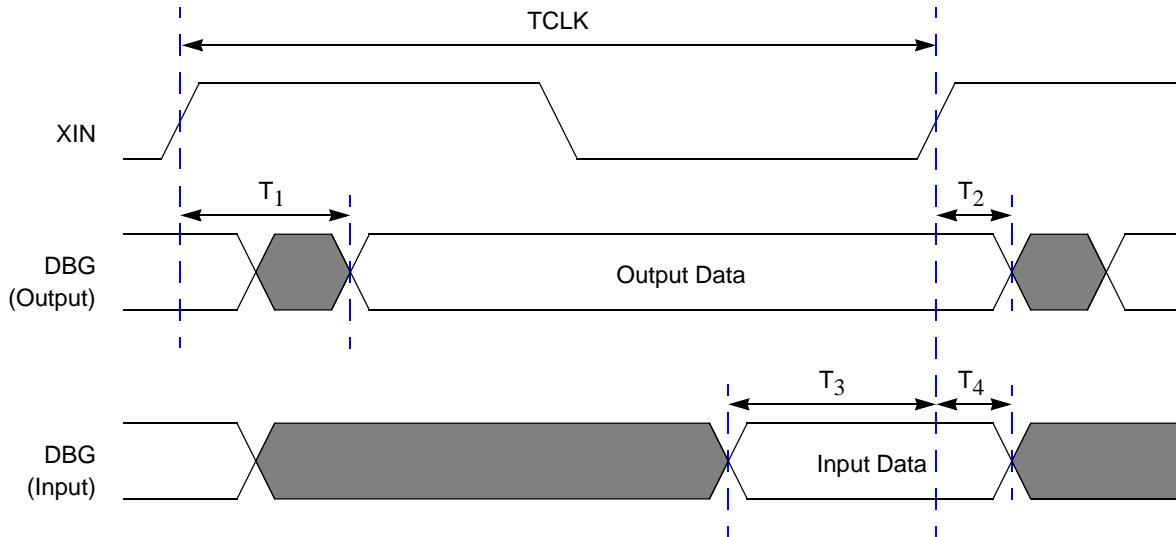 TCLK
XIN
T1
T2
DBG
(Output)
Output Data
T3
T4
DBG
(Input)
Input Data